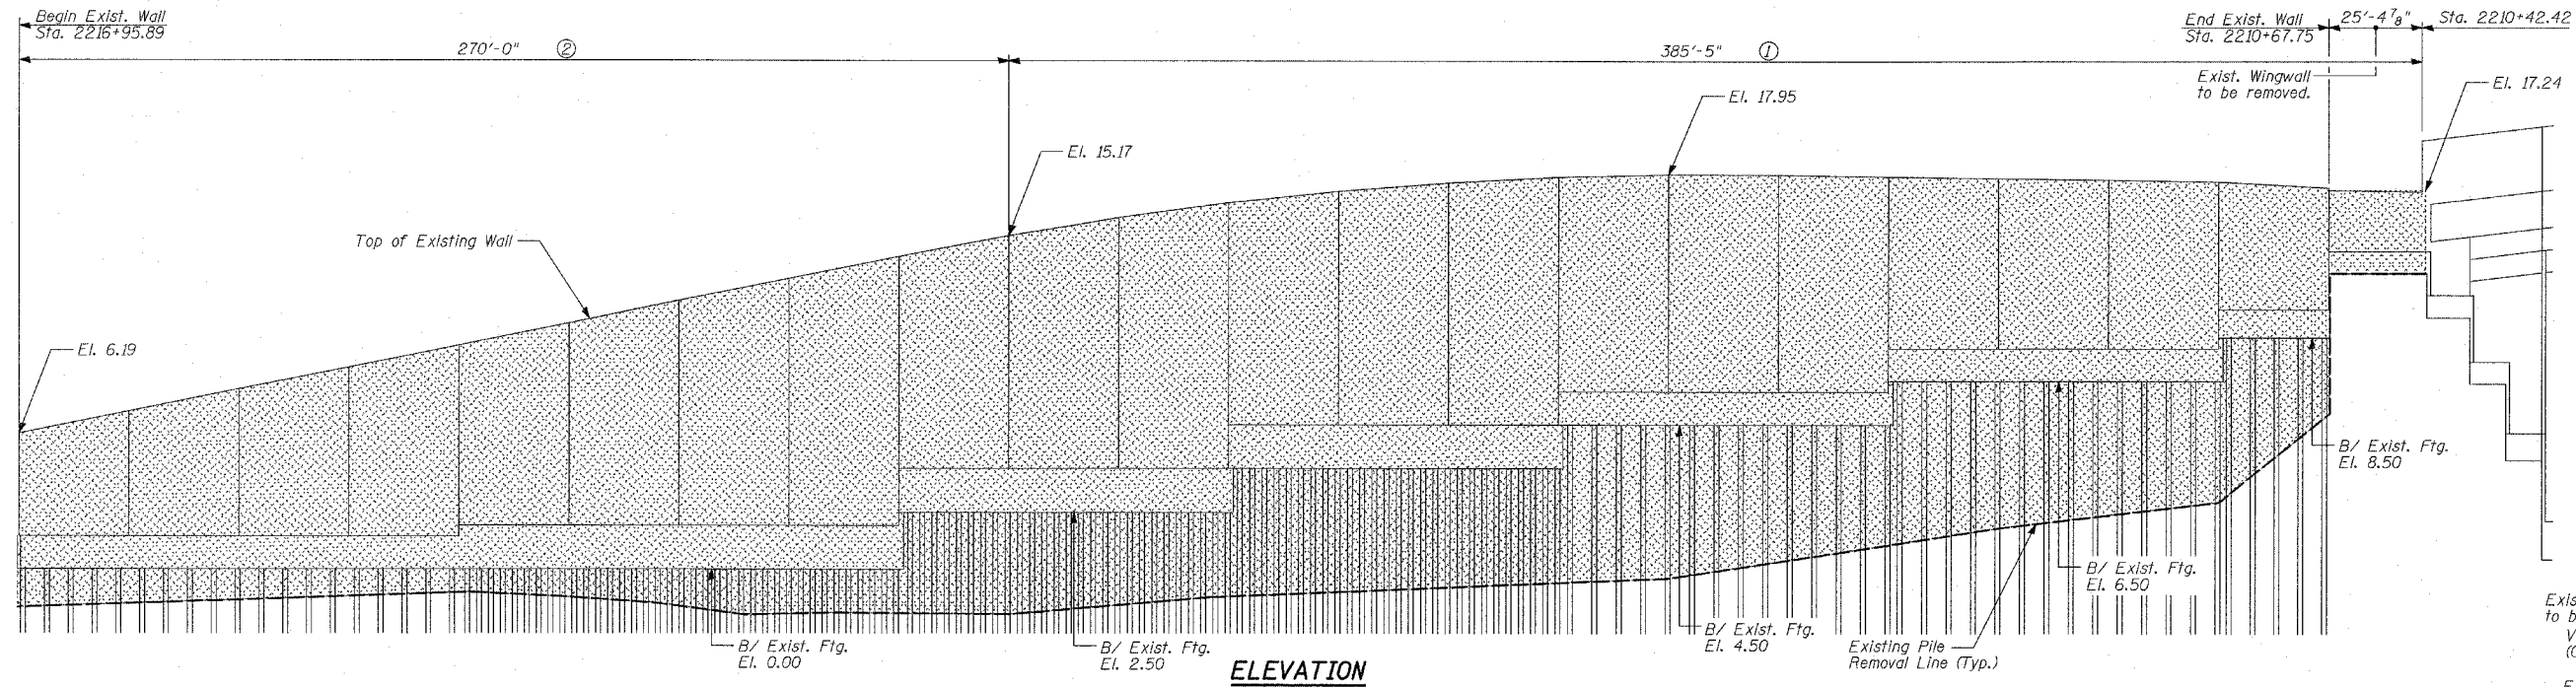 Begin Exist. Wall
Sta. 2216+95.89
270'-0" ②
385'-5" ①
End Exist. Wall
Sta. 2210+67.75
25'-4⅞"
Sta. 2210+42.42
Exist. Wingwall
to be removed.
El. 17.24
El. 17.95
El. 15.17
Top of Existing Wall
El. 6.19
B/ Exist. Ftg.
El. 8.50
B/ Exist. Ftg.
El. 6.50
B/ Exist. Ftg.
El. 4.50
Existing Pile
Removal Line (Typ.)
B/ Exist. Ftg.
El. 0.00
B/ Exist. Ftg.
El. 2.50
ELEVATION
to b